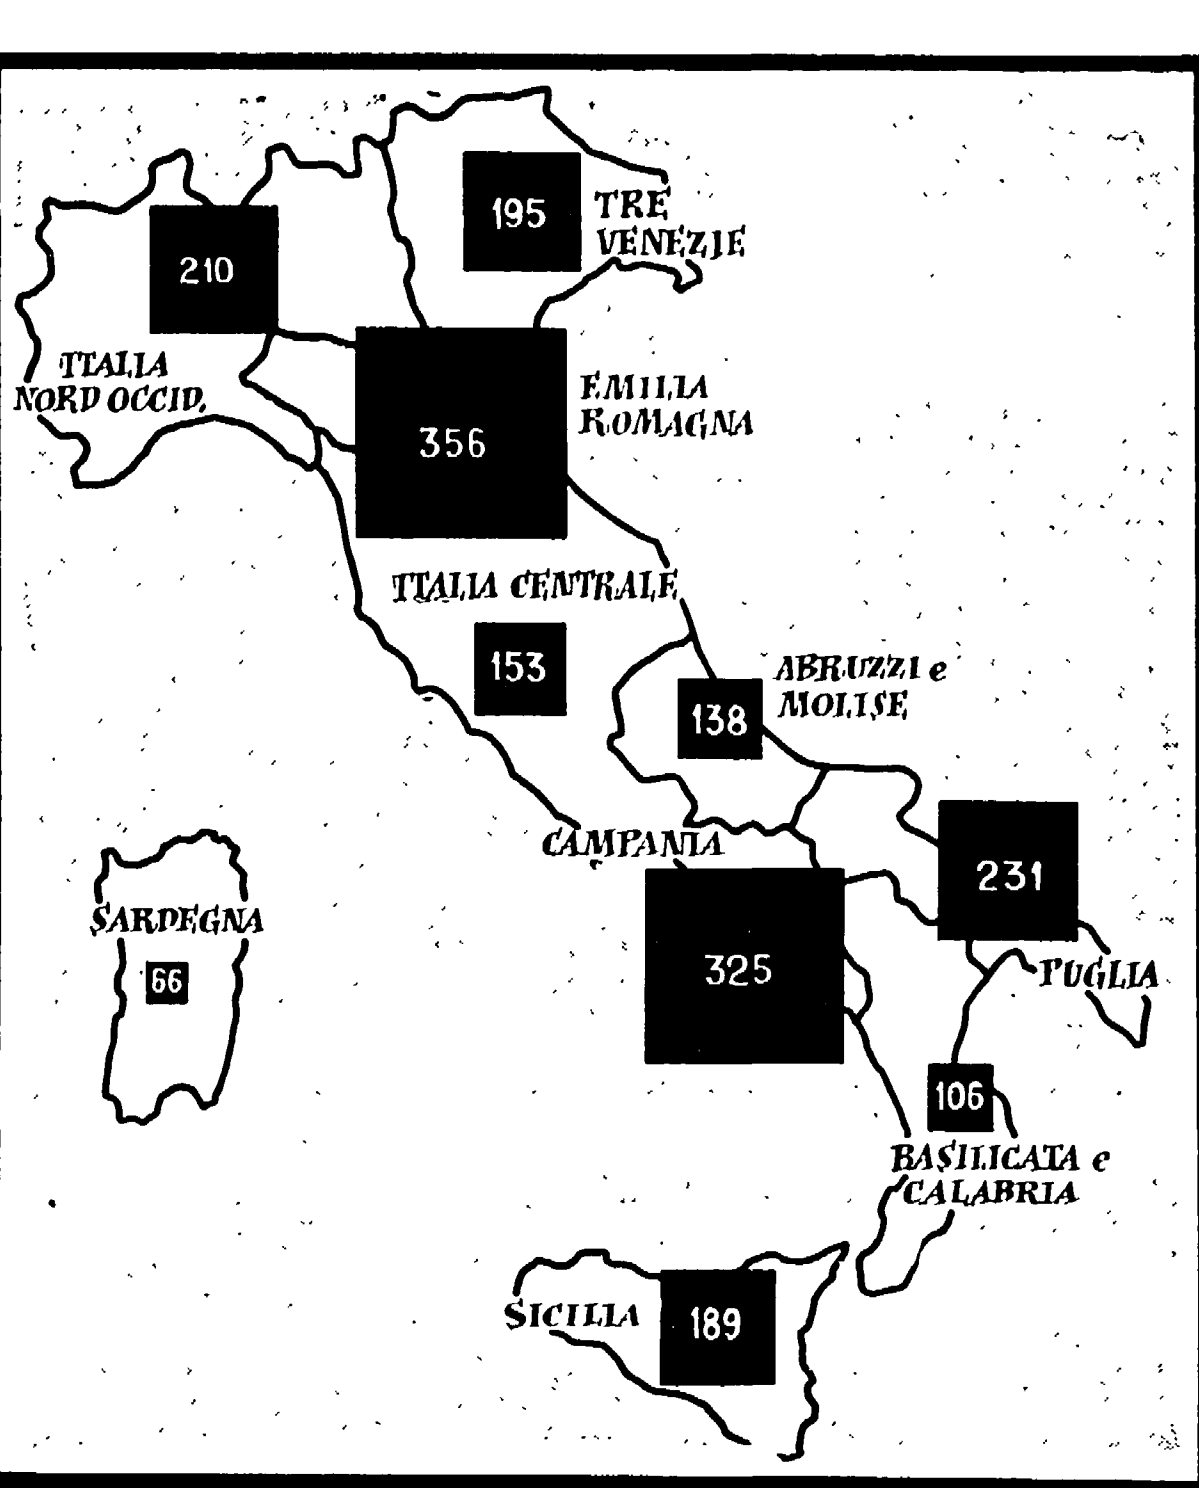 195
TRE
VENEZIE
210
ITALIA
NORD OCCID.
EMILIA
ROMAGNA
356
ITALIA CENTRALE
153
ABRUZZI e
MOLISE
138
CAMPANIA
325
231
PUGLIA
SARDEGNA
66
106
BASILICATA e
CALABRIA
SICILIA
189